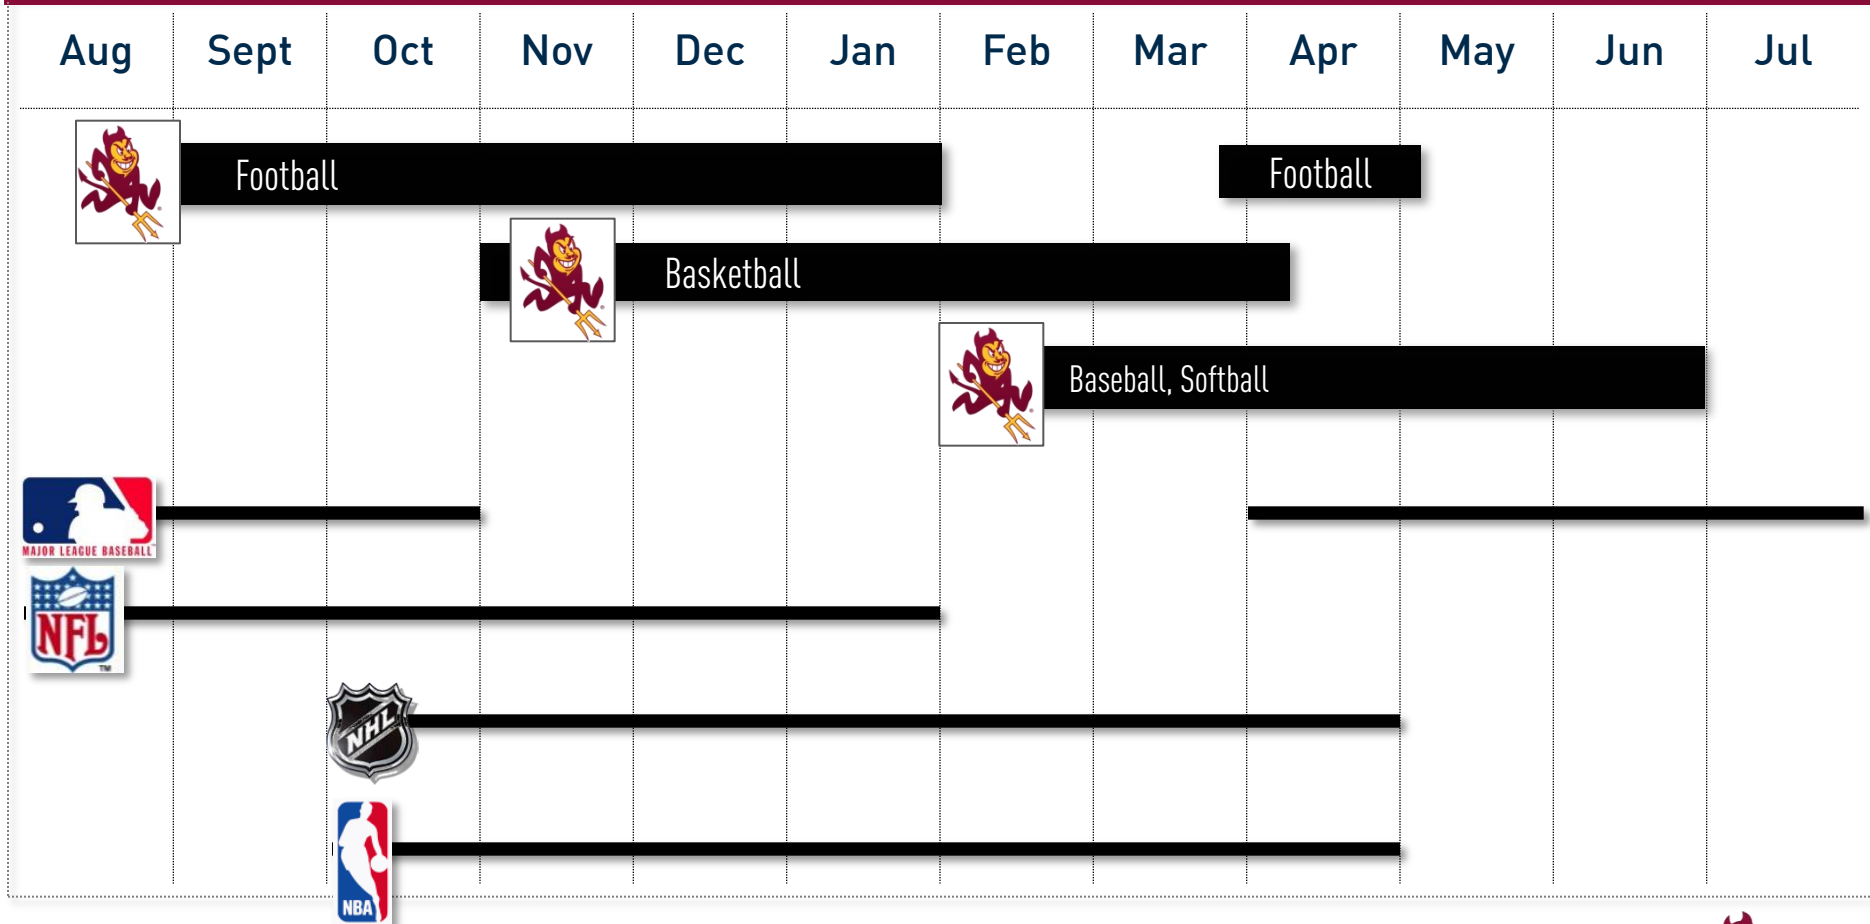 Aug Sept Oct Nov Dec Jan Feb Mar Apr May Jun Jul
Football Football
Basketball
Baseball, Softball
MAJOR LEAGUE BASEBALL
NFL
TM
NHL
NBA